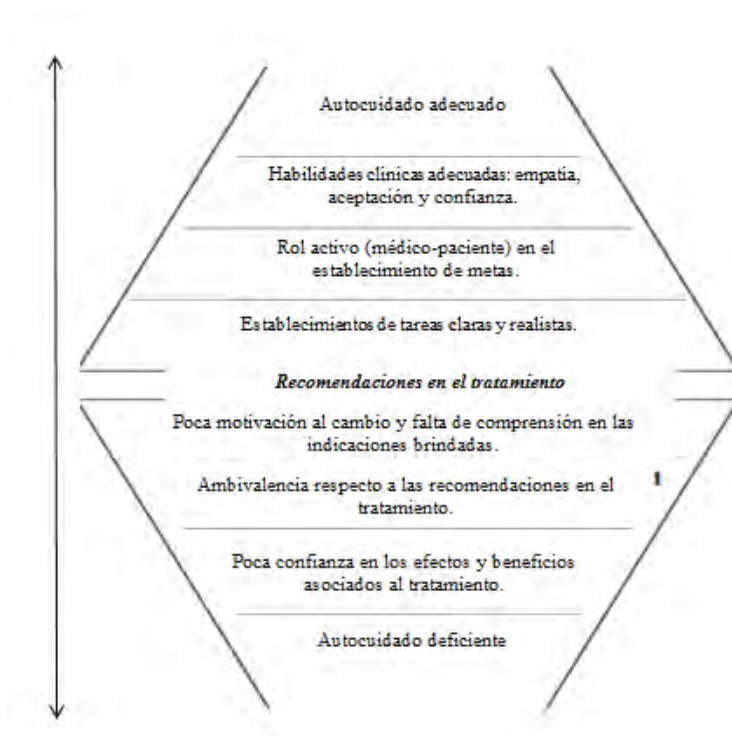 Autocuidado adecuado
Habilidades clínicas adecuadas: empatía,
aceptación y confianza.
Rol activo (médico-paciente) en el
establecimiento de metas.
Establecimientos de tareas claras y realistas.
Recomendaciones en el tratamiento
Poca motivación al cambio y falta de comprensión en las
indicaciones brindadas.
Ambivalencia respecto a las recomendaciones en el
tratamiento.
Poca confianza en los efectos y beneficios
asociados al tratamiento.
Autocuidado deficiente